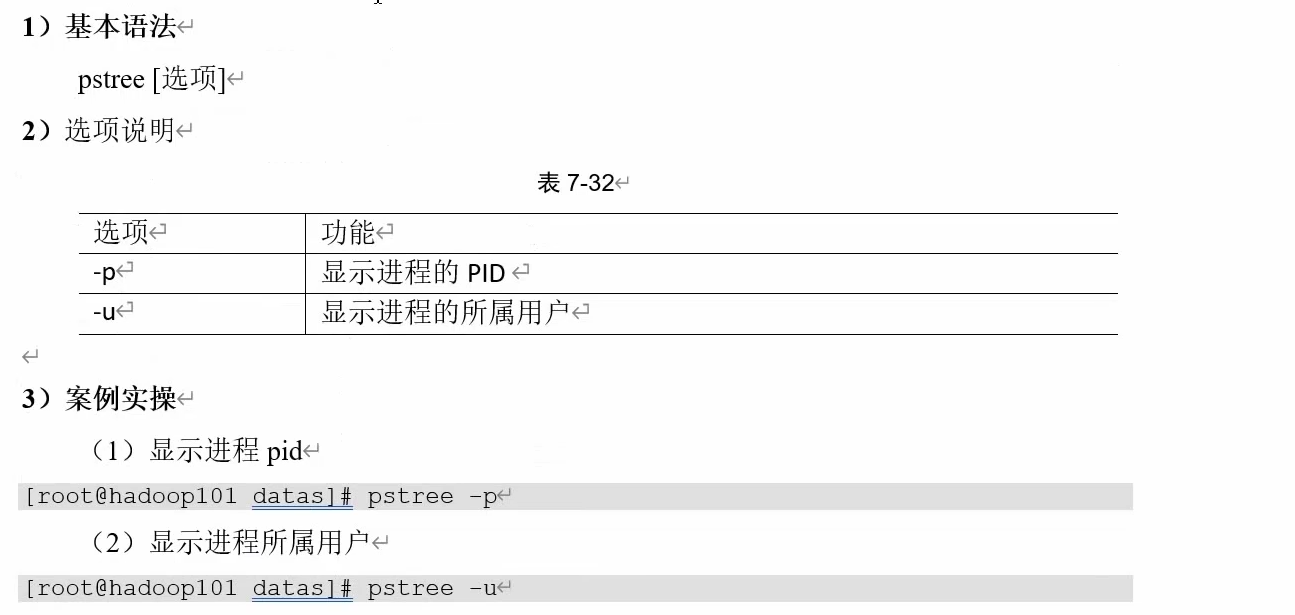 1）基本语法
pstree [选项]
2）选项说明
表 7-32
选项 功能
-p 显示进程的 PID
-u 显示进程的所属用户
3）案例实操
（1）显示进程 pid
[root@hadoop101 datas]# pstree –p
（2）显示进程所属用户
[root@hadoop101 datas]# pstree –u